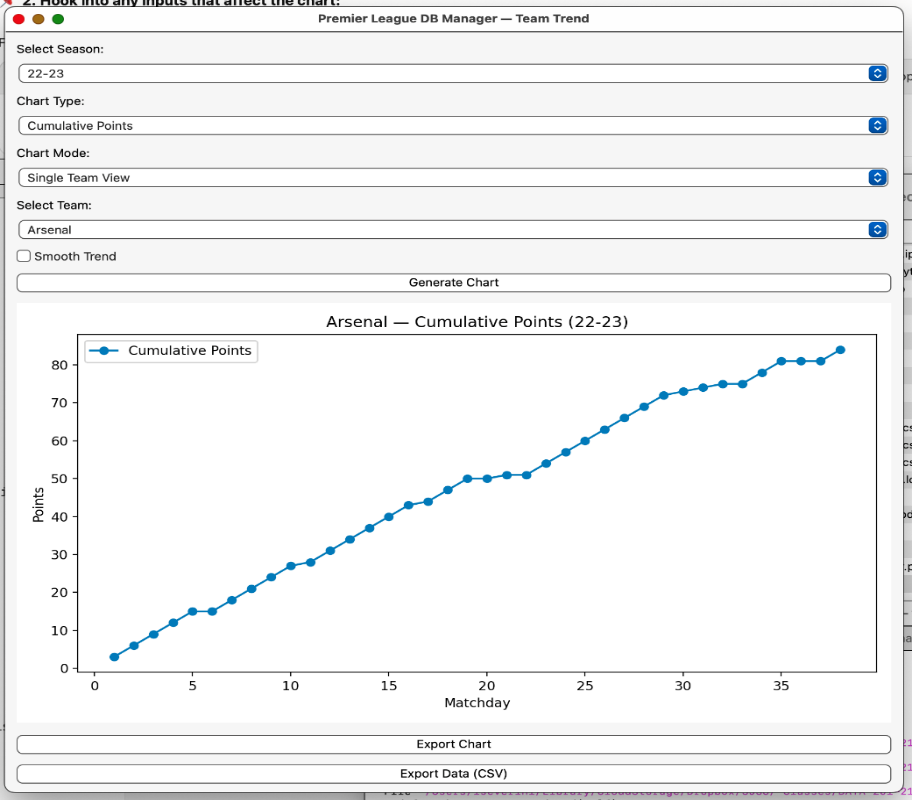 2. Hook into any inputs that affect the chart:
Premier League DB Manager — Team Trend
Select Season:
22-23
Chart Type:
Cumulative Points
Chart Mode:
Single Team View
Select Team:
Arsenal
Smooth Trend
Generate Chart
Arsenal — Cumulative Points (22-23)
Cumulative Points
80
70
60
50
40
30
20
10
0
Points
0 5 10 15 20 25 30 35
Matchday
Export Chart
Export Data (CSV)